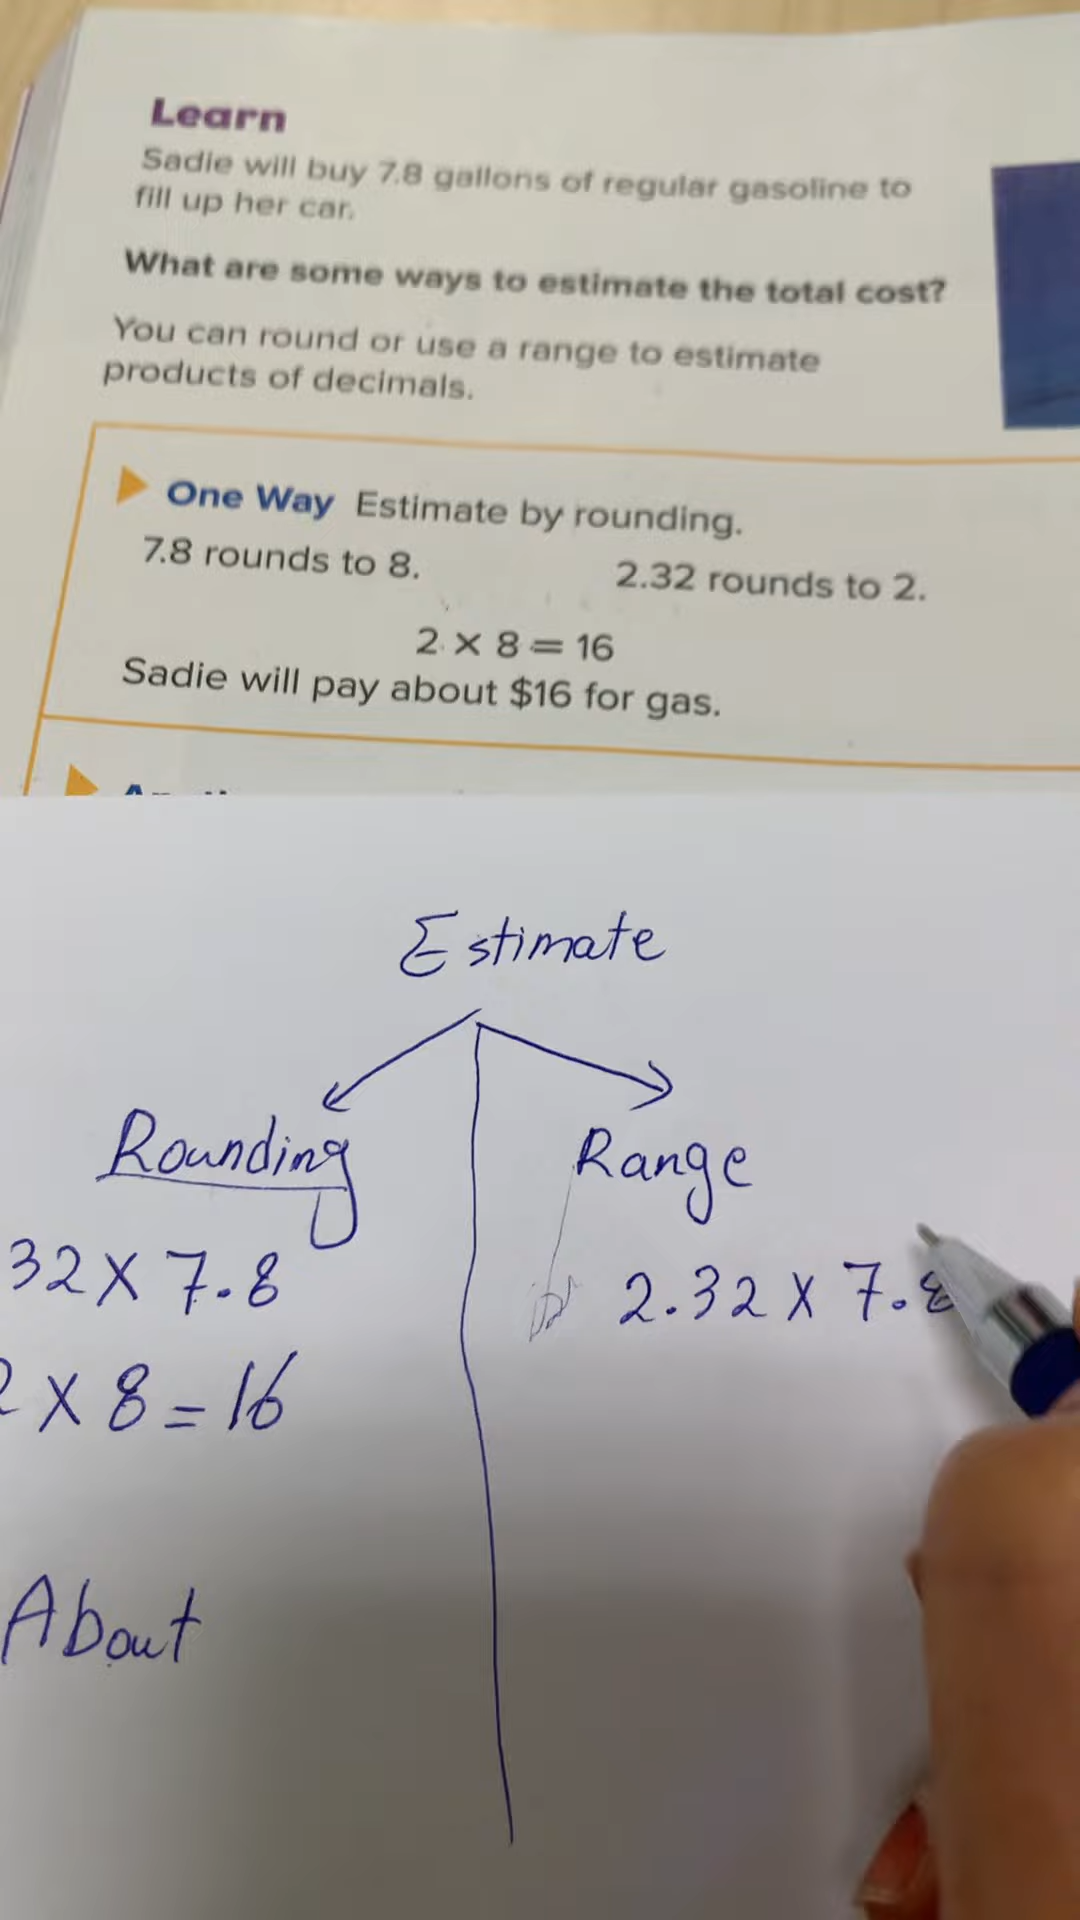 Learn
Sadie will buy 7.8 gallons of regular gasoline to
fill up her car.
What are some ways to estimate the total cost?
You can round or use a range to estimate
products of decimals.
One Way Estimate by rounding.
7.8 rounds to 8. 2.32 rounds to 2.
2 × 8 = 16
Sadie will pay about $16 for gas.
Estimate
Rounding Range
32 X 7.8 2.32 X 7.8
2 X 8 = 16
About